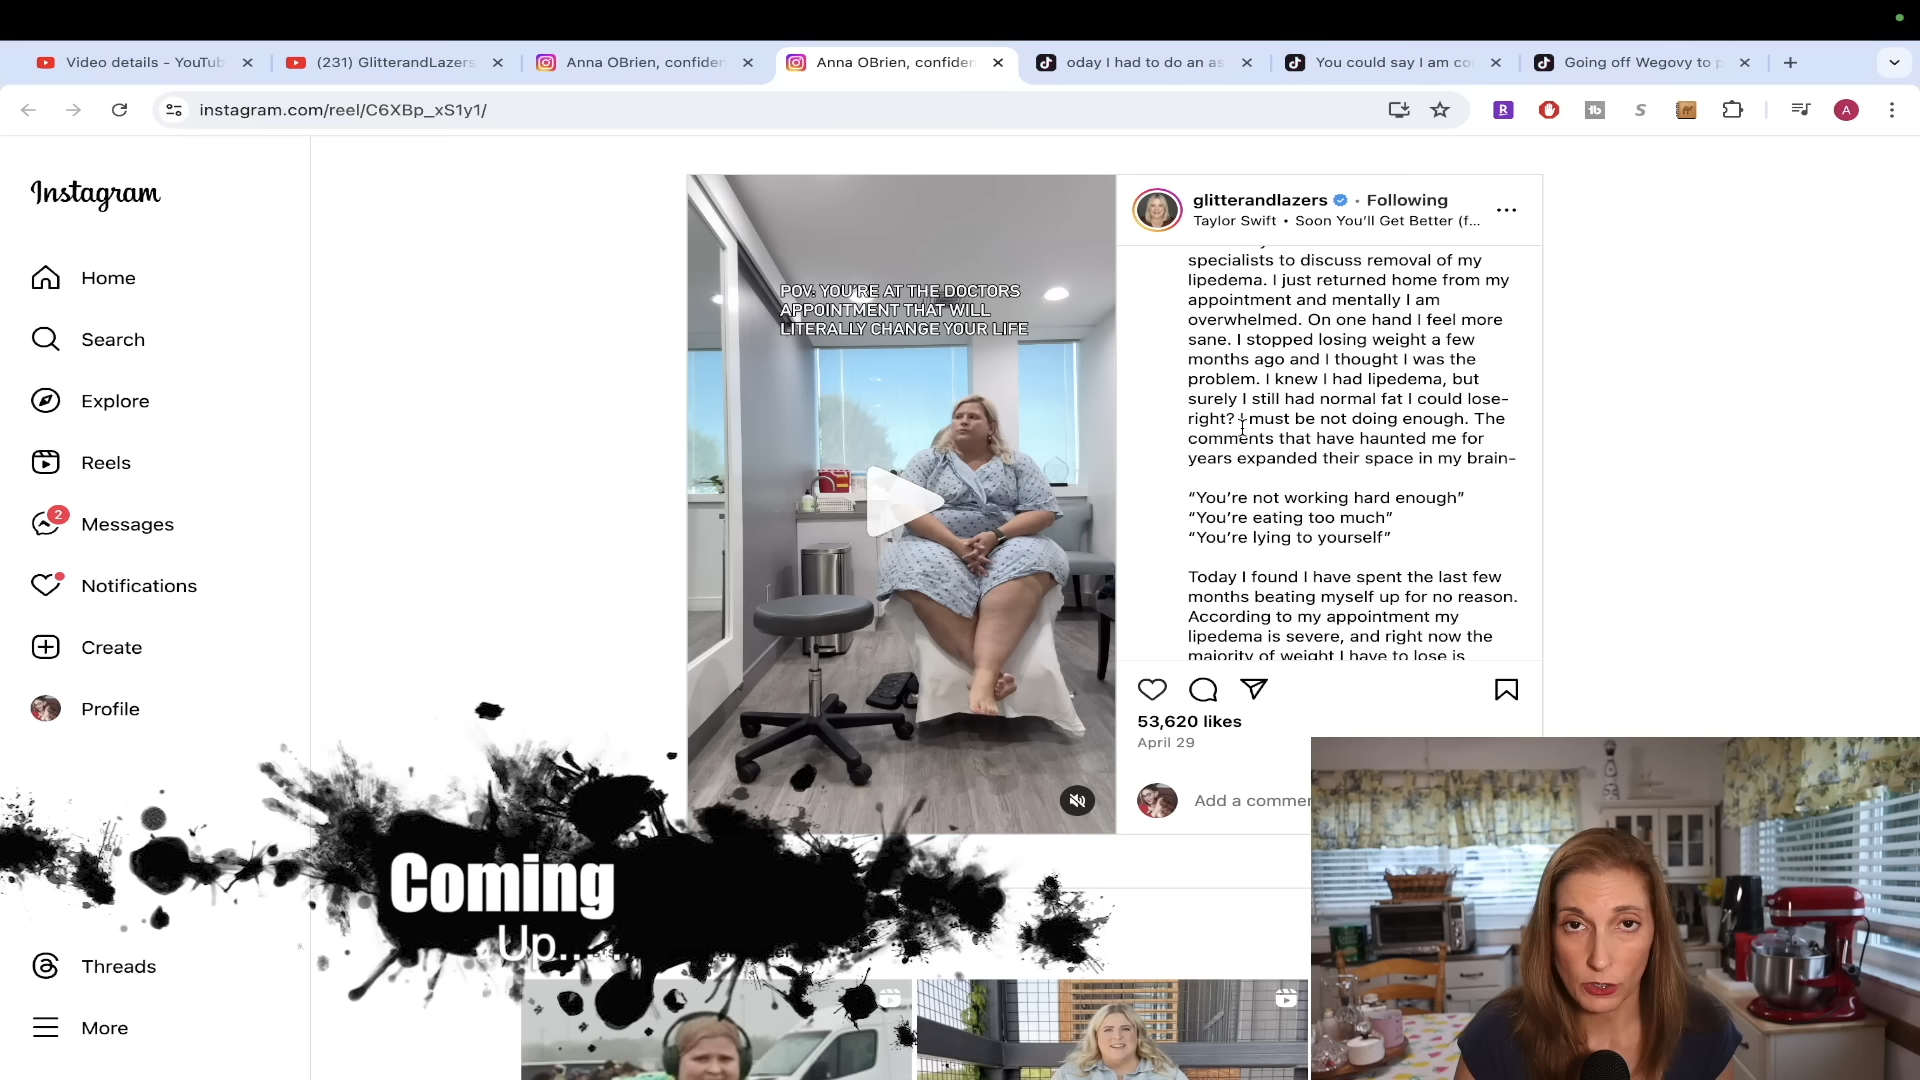 Video details - YouTub
(231) GlitterandLazers
Anna OBrien, confiden
Anna OBrien, confiden
oday I had to do an as
You could say I am co
Going off Wegovy to p
instagram.com/reel/C6XBp_xS1y1/
R
tb
S
A
Instagram
Home
Search
Explore
Reels
2
Messages
Notifications
Create
Profile
Threads
More
POV: YOU'RE AT THE DOCTORS
APPOINTMENT THAT WILL
LITERALLY CHANGE YOUR LIFE
glitterandlazers • Following
Taylor Swift • Soon You'll Get Better (f...
specialists to discuss removal of my
lipedema. I just returned home from my
appointment and mentally I am
overwhelmed. On one hand I feel more
sane. I stopped losing weight a few
months ago and I thought I was the
problem. I knew I had lipedema, but
surely I still had normal fat I could lose-
right? I must be not doing enough. The
comments that have haunted me for
years expanded their space in my brain-
“You’re not working hard enough”
“You’re eating too much”
“You’re lying to yourself”
Today I found I have spent the last few
months beating myself up for no reason.
According to my appointment my
lipedema is severe, and right now the
majority of weight I have to lose is
53,620 likes
April 29
Add a commen
Coming
Up...